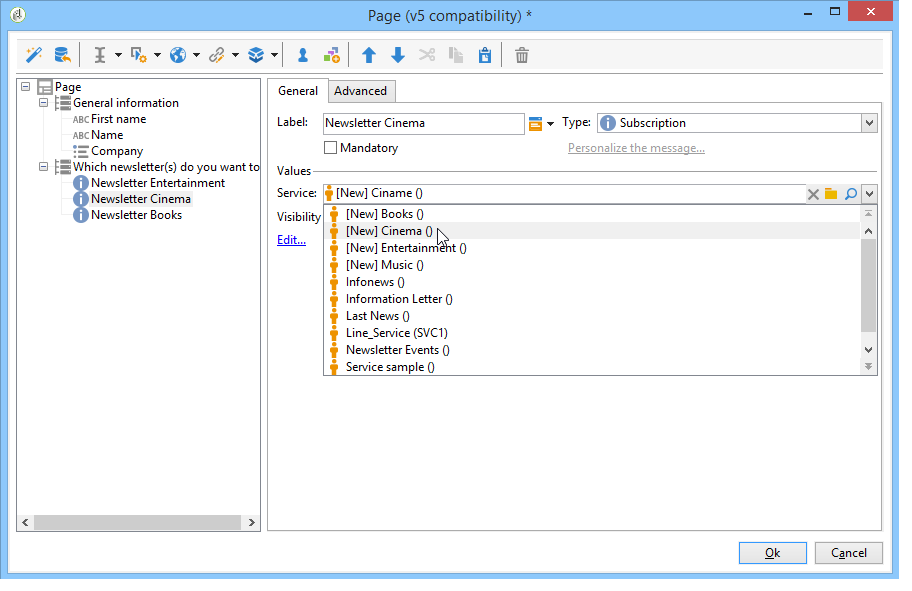 Page (v5 compatibility) *
Page
General information
ABC First name
ABC Name
Company
Which newsletter(s) do you want to
Newsletter Entertainment
Newsletter Cinema
Newsletter Books
General
Advanced
Label: Newsletter Cinema Type: Subscription
Mandatory Personalize the message...
Values
Service: [New] Ciname ()
Visibility
Edit...
[New] Books ()
[New] Cinema ()
[New] Entertainment ()
[New] Music ()
Infonews ()
Information Letter ()
Last News ()
Line_Service (SVC1)
Newsletter Events ()
Service sample ()
Ok Cancel